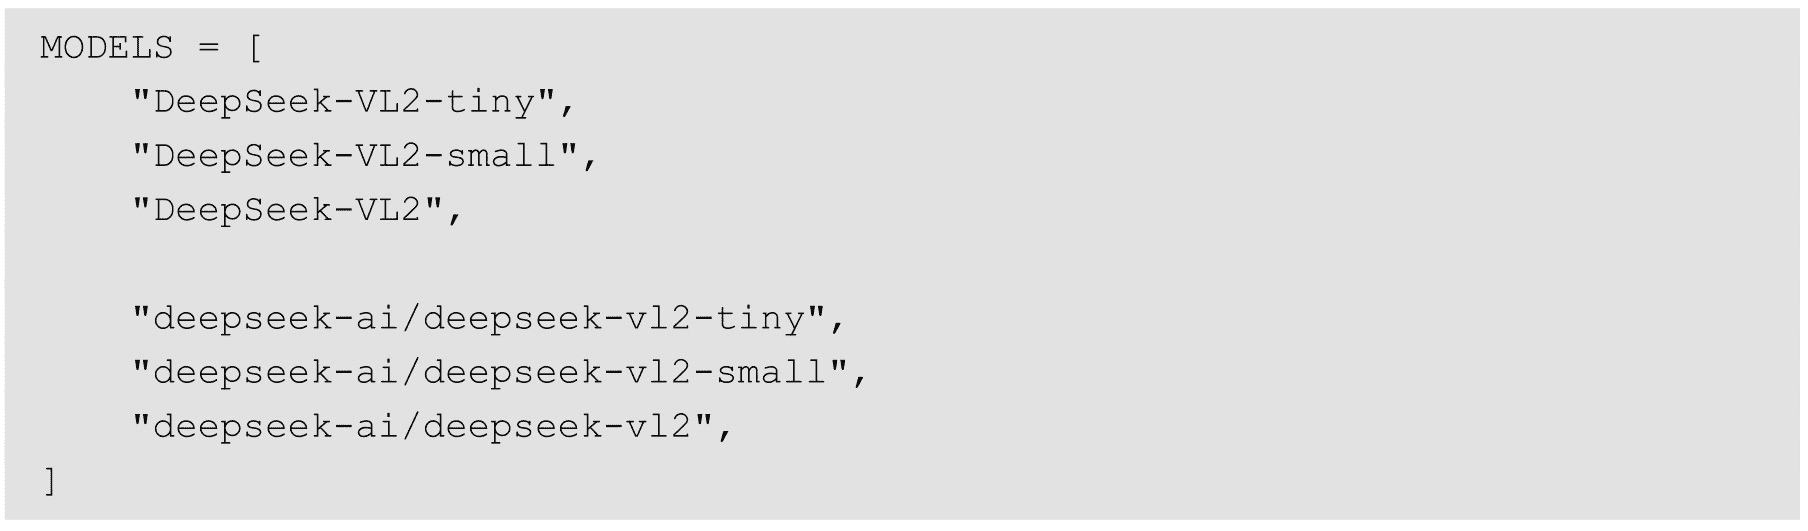 MODELS = [
    "DeepSeek-VL2-tiny",
    "DeepSeek-VL2-small",
    "DeepSeek-VL2",

    "deepseek-ai/deepseek-vl2-tiny",
    "deepseek-ai/deepseek-vl2-small",
    "deepseek-ai/deepseek-vl2",
]